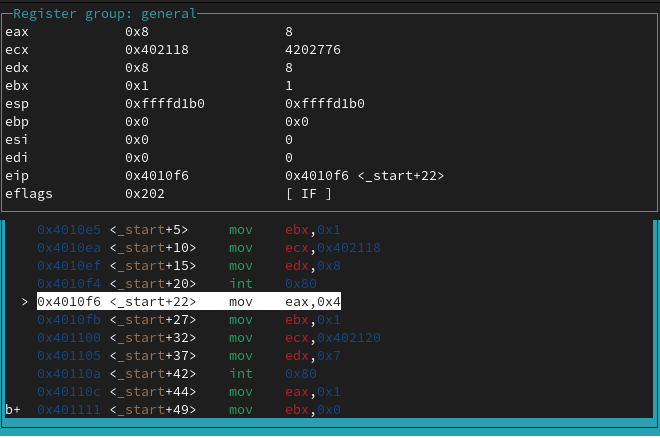 Register group: general
eax 0x8 8
ecx 0x402118 4202776
edx 0x8 8
ebx 0x1 1
esp 0xffffd1b0 0xffffd1b0
ebp 0x0 0x0
esi 0x0 0
edi 0x0 0
eip 0x4010f6 0x4010f6 <_start+22>
eflags 0x202 [ IF ]
0x4010e5 <_start+5> mov ebx,0x1
0x4010ea <_start+10> mov ecx,0x402118
0x4010ef <_start+15> mov edx,0x8
0x4010f4 <_start+20> int 0x80
> 0x4010f6 <_start+22> mov eax,0x4
0x4010fb <_start+27> mov ebx,0x1
0x401100 <_start+32> mov ecx,0x402120
0x401105 <_start+37> mov edx,0x7
0x40110a <_start+42> int 0x80
0x40110c <_start+44> mov eax,0x1
b+ 0x401111 <_start+49> mov ebx,0x0